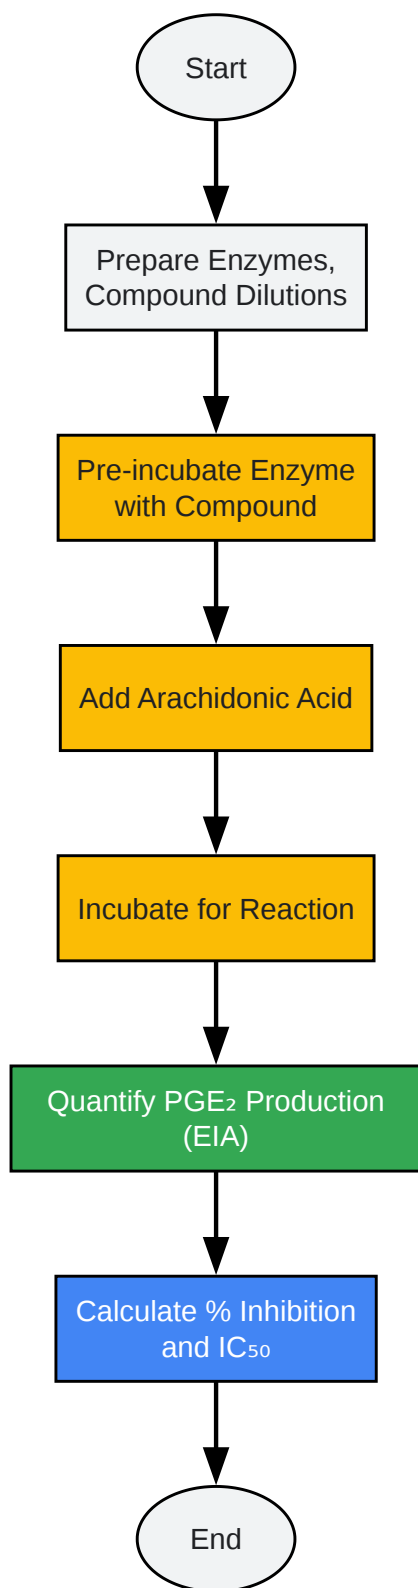 Start
Prepare Enzymes,
Compound Dilutions
Pre-incubate Enzyme
with Compound
Add Arachidonic Acid
Incubate for Reaction
Quantify PGE₂ Production
(EIA)
Calculate % Inhibition
and IC₅₀
End